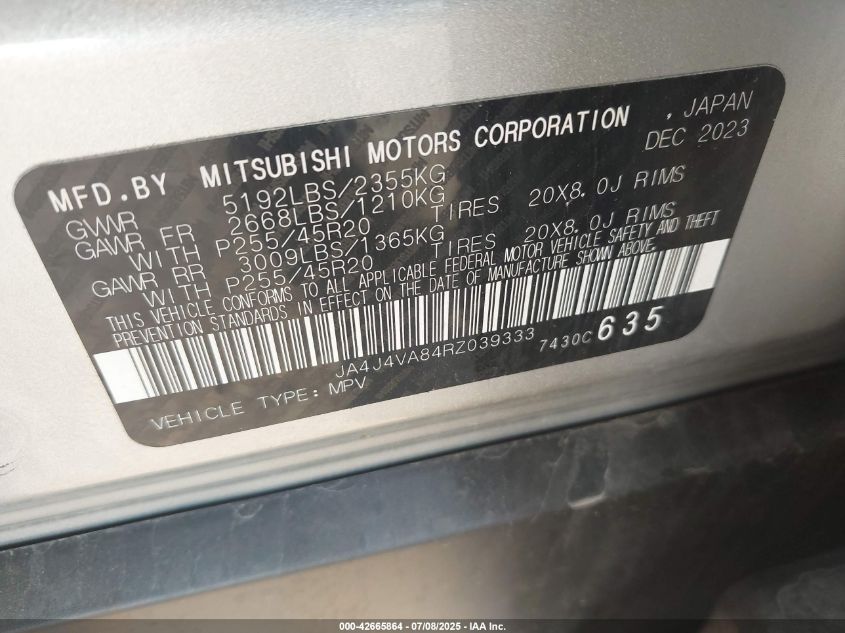 MFD.BY MITSUBISHI MOTORS CORPORATION , JAPAN
GVWR 5192LBS/2355KG DEC 2023
GAWR FR 2668LBS/1210KG
WITH P255/45R20 TIRES 20X8.0J RIMS
GAWR RR 3009LBS/1365KG
WITH P255/45R20 TIRES 20X8.0J RIMS
THIS VEHICLE CONFORMS TO ALL APPLICABLE FEDERAL MOTOR VEHICLE SAFETY AND THEFT
PREVENTION STANDARDS IN EFFECT ON THE DATE OF MANUFACTURE SHOWN ABOVE.
JA4J4VA84RZ039333 7430C 635
VEHICLE TYPE: MPV
000-42665864 - 07/08/2025 - IAA Inc.